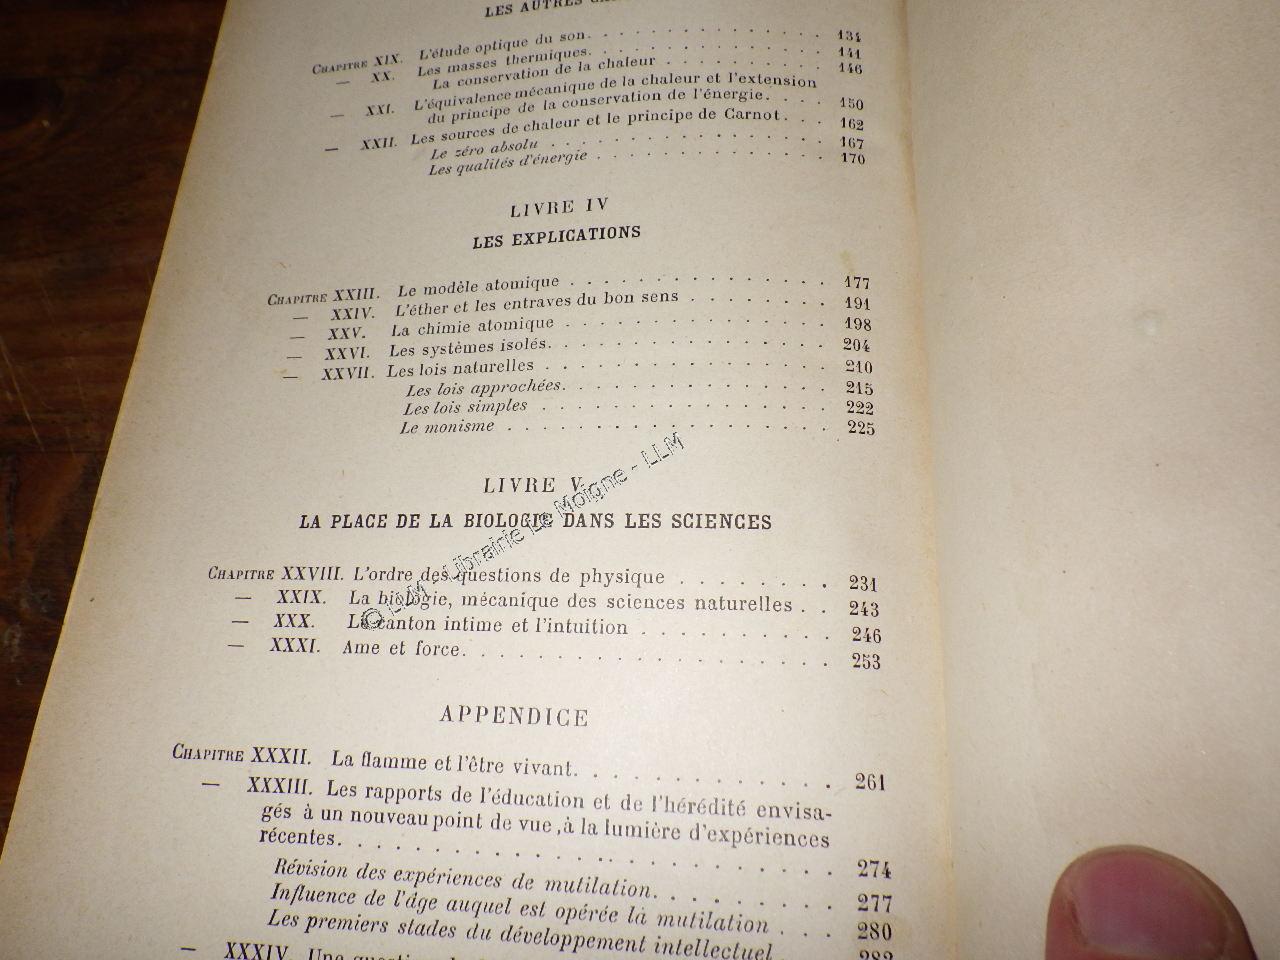 LES AUTRES
CHAPITRE XIX. L'étude optique du son. . . . . . . . . . . . . 134
— XX. Les masses thermiques. . . . . . . . . . . . . 141
La conservation de la chaleur . . . . . . . . . 146
— XXI. L'équivalence mécanique de la chaleur et l'extension
du principe de la conservation de l'énergie. . . . 150
— XXII. Les sources de chaleur et le principe de Carnot. . . 162
Le zéro absolu . . . . . . . . . . . . . . . 167
Les qualités d'énergie . . . . . . . . . . . . . 170
LIVRE IV
LES EXPLICATIONS
CHAPITRE XXIII. Le modèle atomique . . . . . . . . . . . . . . 177
— XXIV. L'éther et les entraves du bon sens . . . . . . . . 191
— XXV. La chimie atomique . . . . . . . . . . . . . . 198
— XXVI. Les systèmes isolés. . . . . . . . . . . . . . . 204
— XXVII. Les lois naturelles . . . . . . . . . . . . . . . 210
Les lois approchées. . . . . . . . . . . . . . 215
Les lois simples . . . . . . . . . . . . . . . 222
Le monisme . . . . . . . . . . . . . . . . . 225
LIVRE V
LA PLACE DE LA BIOLOGIE DANS LES SCIENCES
CHAPITRE XXVIII. L'ordre des questions de physique . . . . . . . . 231
— XXIX. La biologie, mécanique des sciences naturelles . . 243
— XXX. Le canton intime et l'intuition . . . . . . . . . . 246
— XXXI. Ame et force. . . . . . . . . . . . . . . . . 253
APPENDICE
CHAPITRE XXXII. La flamme et l'être vivant. . . . . . . . . . . . 261
— XXXIII. Les rapports de l'éducation et de l'hérédité envisa-
gés à un nouveau point de vue, à la lumière d'expériences
récentes. . . . . . . . . . . . . . . . . . . . . . 274
Révision des expériences de mutilation. . . . . . . . . 277
Influence de l'âge auquel est opérée la mutilation . . . 280
Les premiers stades du développement intellectuel
— XXXIV. Une
© LLM - Librairie Le Moigne - LLM